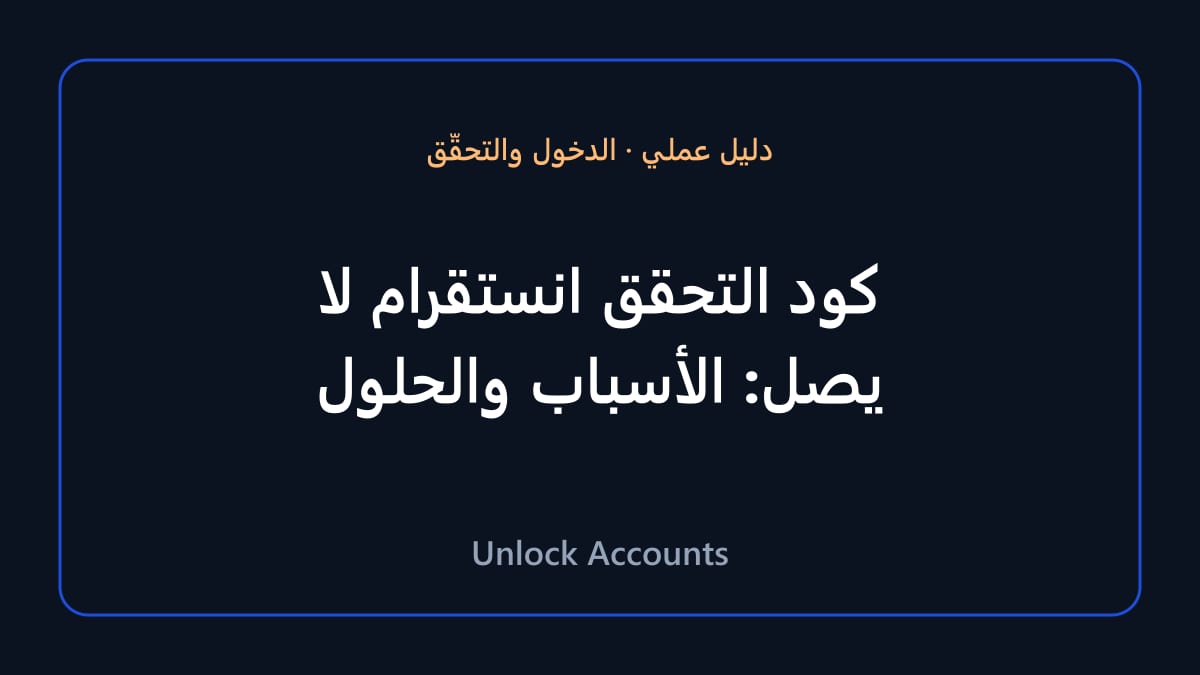 دليل عملي · الدخول والتحقّق
كود التحقق انستقرام لا
يصل: الأسباب والحلول
Unlock Accounts